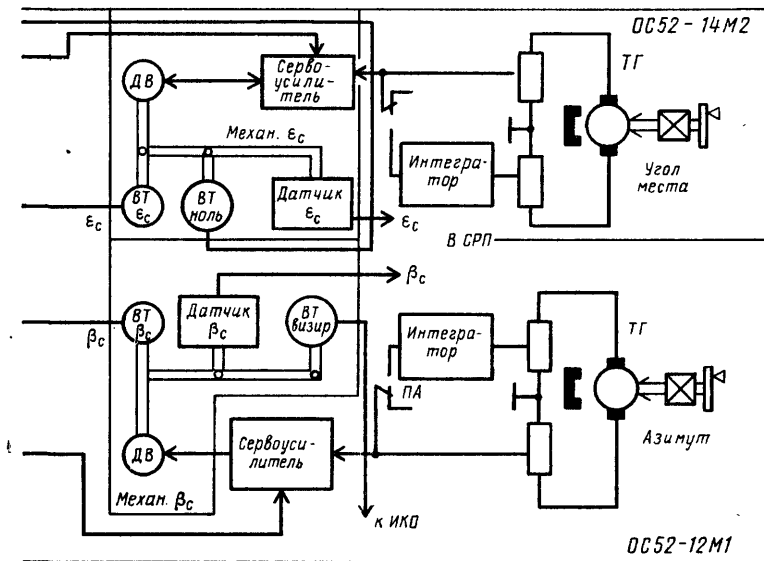 ОС52-14М2
ДВ
Серво-
усили-
тель
ТГ
Механ. εс
Интегра-
тор
Угол
места
ВТ
εс
ВТ
ноль
Датчик
εс
εс
εс
В СРП
βс
ВТ
βс
Датчик
βс
ВТ
визир
βс
Интегра-
тор
ТГ
ПА
ДВ
Сервоуси-
литель
Азимут
Механ. βс
к ИКО
ОС52-12М1